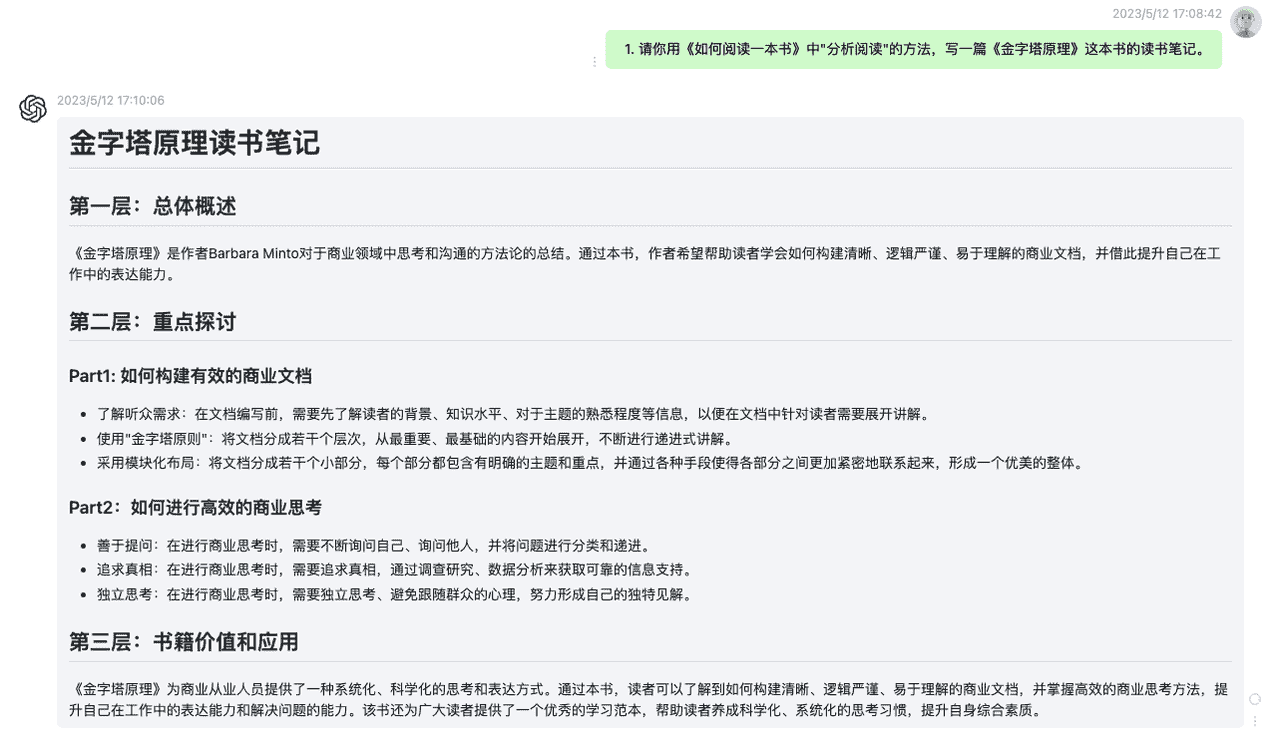 2023/5/12 17:08:42
1. 请你用《如何阅读一本书》中"分析阅读"的方法，写一篇《金字塔原理》这本书的读书笔记。
2023/5/12 17:10:06
金字塔原理读书笔记
第一层：总体概述
《金字塔原理》是作者Barbara Minto对于商业领域中思考和沟通的方法论的总结。通过本书，作者希望帮助读者学会如何构建清晰、逻辑严谨、易于理解的商业文档，并借此提升自己在工
作中的表达能力。
第二层：重点探讨
Part1: 如何构建有效的商业文档
• 了解听众需求：在文档编写前，需要先了解读者的背景、知识水平、对于主题的熟悉程度等信息，以便在文档中针对读者需要展开讲解。
• 使用"金字塔原则"：将文档分成若干个层次，从最重要、最基础的内容开始展开，不断进行递进式讲解。
• 采用模块化布局：将文档分成若干个小部分，每个部分都包含有明确的主题和重点，并通过各种手段使得各部分之间更加紧密地联系起来，形成一个优美的整体。
Part2：如何进行高效的商业思考
• 善于提问：在进行商业思考时，需要不断询问自己、询问他人，并将问题进行分类和递进。
• 追求真相：在进行商业思考时，需要追求真相，通过调查研究、数据分析来获取可靠的信息支持。
• 独立思考：在进行商业思考时，需要独立思考、避免跟随群众的心理，努力形成自己的独特见解。
第三层：书籍价值和应用
《金字塔原理》为商业从业人员提供了一种系统化、科学化的思考和表达方式。通过本书，读者可以了解到如何构建清晰、逻辑严谨、易于理解的商业文档，并掌握高效的商业思考方法，提
升自己在工作中的表达能力和解决问题的能力。该书还为广大读者提供了一个优秀的学习范本，帮助读者养成科学化、系统化的思考习惯，提升自身综合素质。